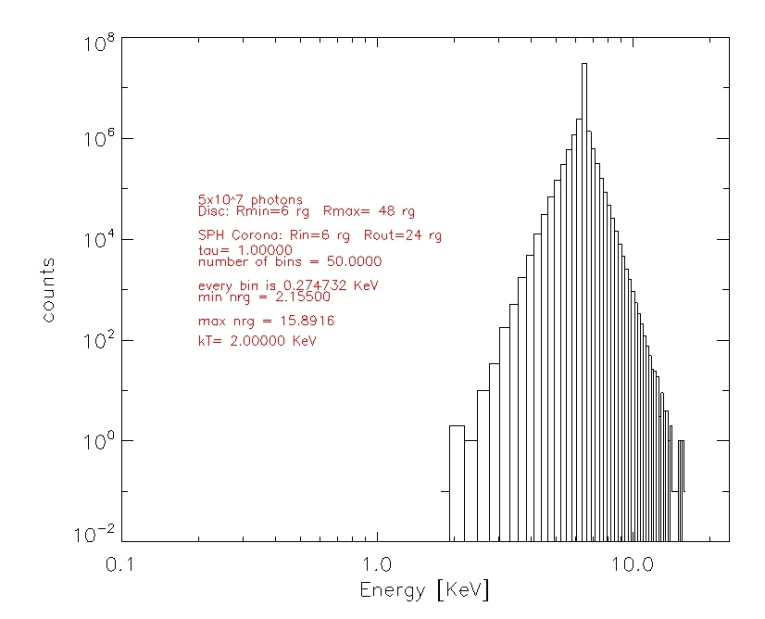 10^8
10^6
10^4
10^2
10^0
10^-2
counts
5x10^7 photons
Disc: Rmin=6 rg Rmax= 48 rg
SPH Corona: Rin=6 rg Rout=24 rg
tau= 1.00000
number of bins = 50.0000
every bin is 0.274732 KeV
min nrg = 2.15500
max nrg = 15.8916
kT= 2.00000 KeV
0.1 1.0 10.0
Energy [KeV]